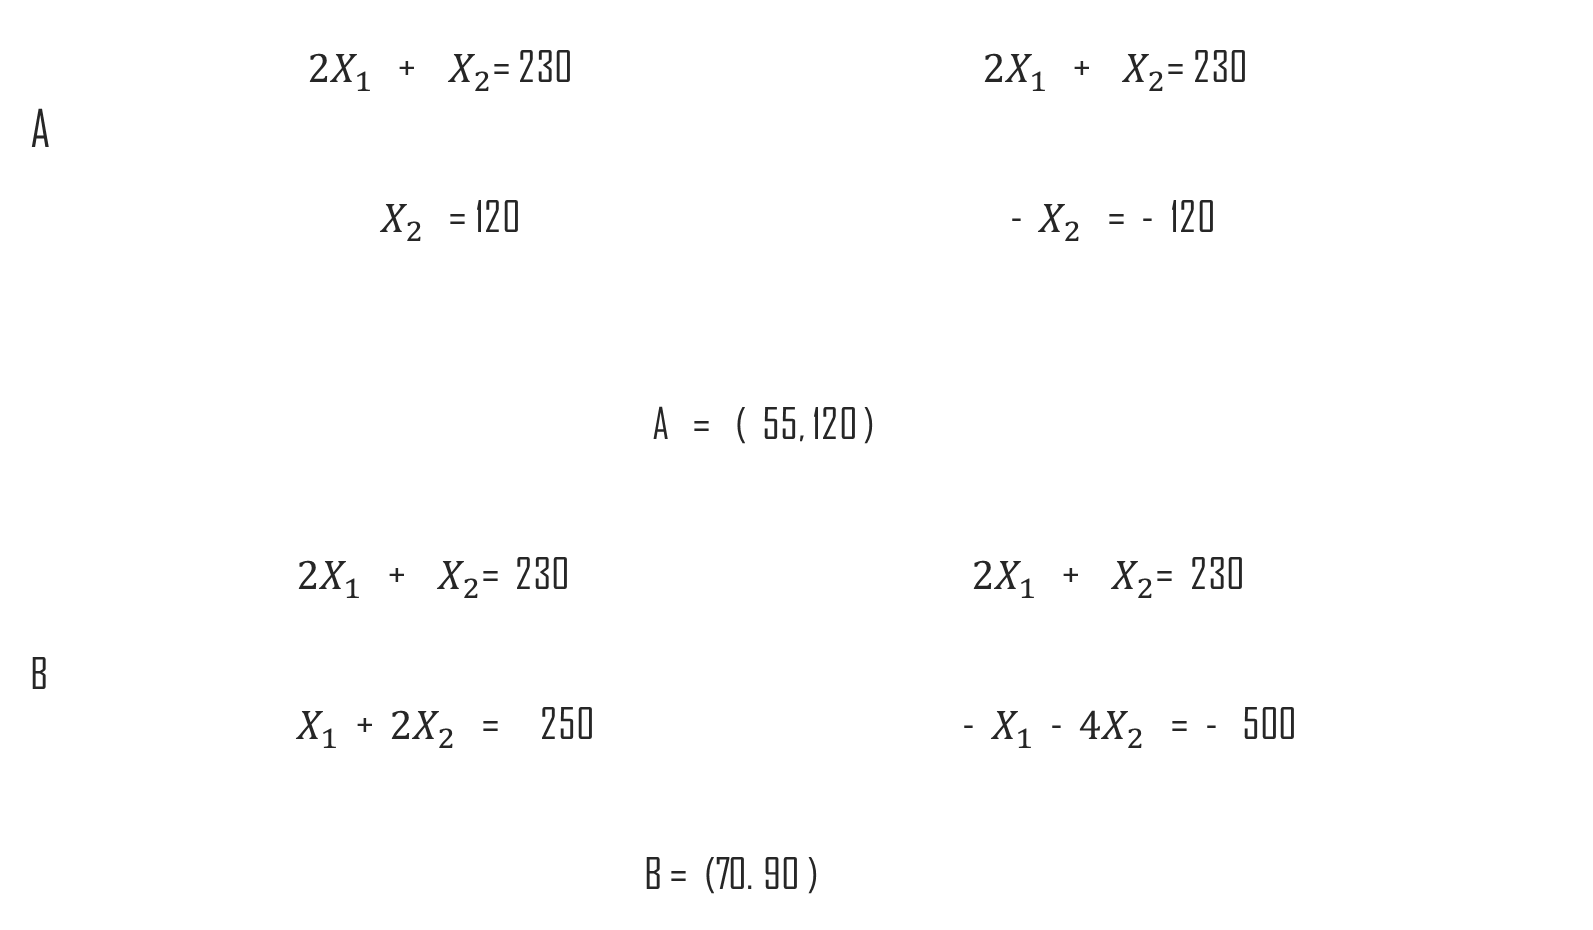 2X₁ + X₂= 230 2X₁ + X₂= 230
A
X₂ = 120 - X₂ = - 120
A = ( 55, 120 )
2X₁ + X₂= 230 2X₁ + X₂= 230
B
X₁ + 2X₂ = 250 - X₁ - 4X₂ = - 500
B = (70. 90 )